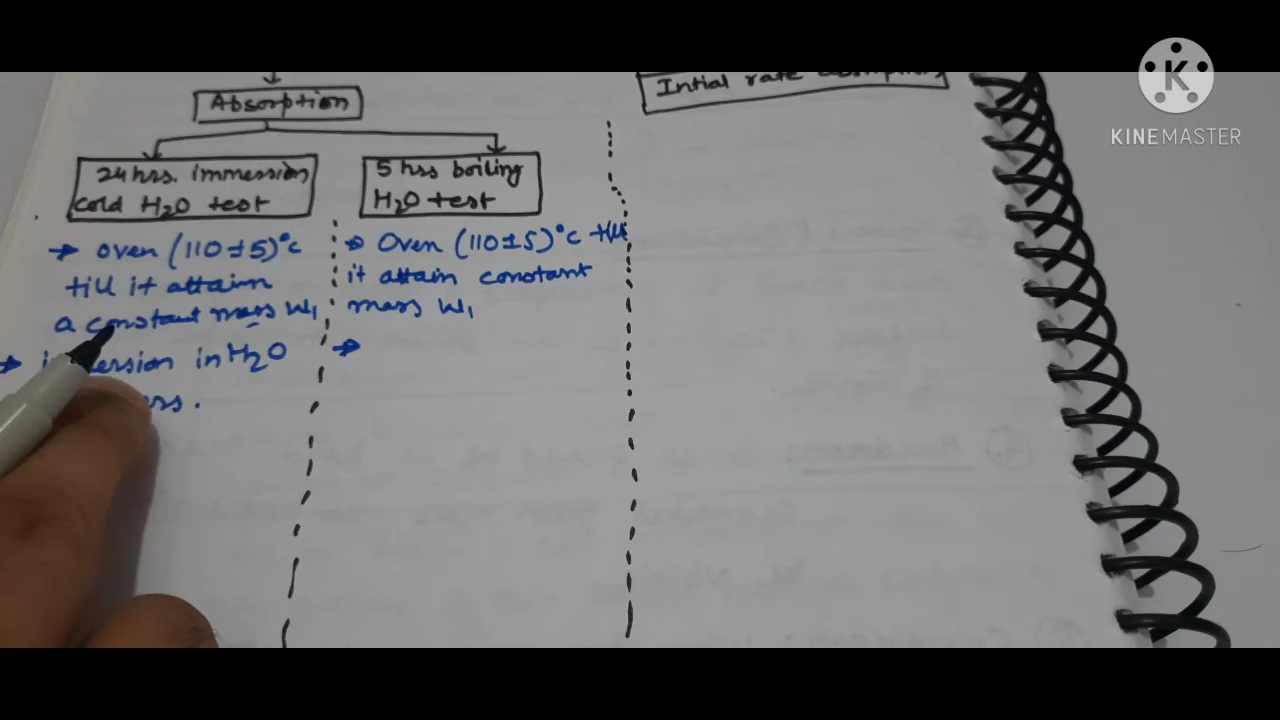 KINEMASTER
Absorption
Intial rate
24 hrs. immersion
cold H2O test
5 hrs boiling
H2O test
→ Oven (110±5)°C
till it attain
a constant mass W1
→ in H2O
→ Oven (110±5)°C till
it attain constant
mass W1
→